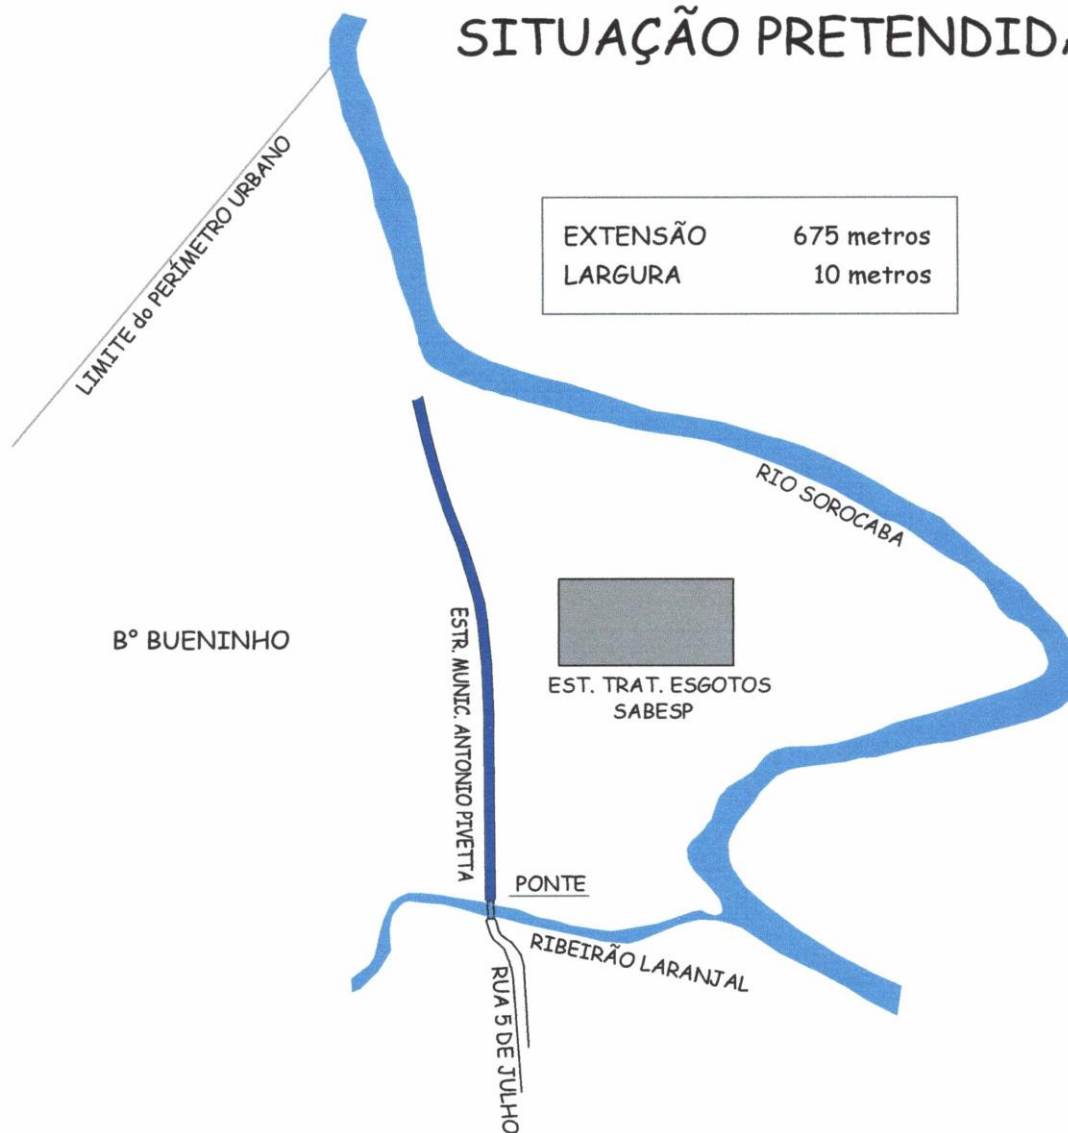 SITUAÇÃO PRETENDIDA
LIMITE do PERÍMETRO URBANO
EXTENSÃO 675 metros
LARGURA 10 metros
RIO SOROCABA
B° BUENINHO
ESTR. MUNIC. ANTONIO PIVETTA
EST. TRAT. ESGOTOS
SABESP
PONTE
RIBEIRÃO LARANJAL
RUA 5 DE JULHO